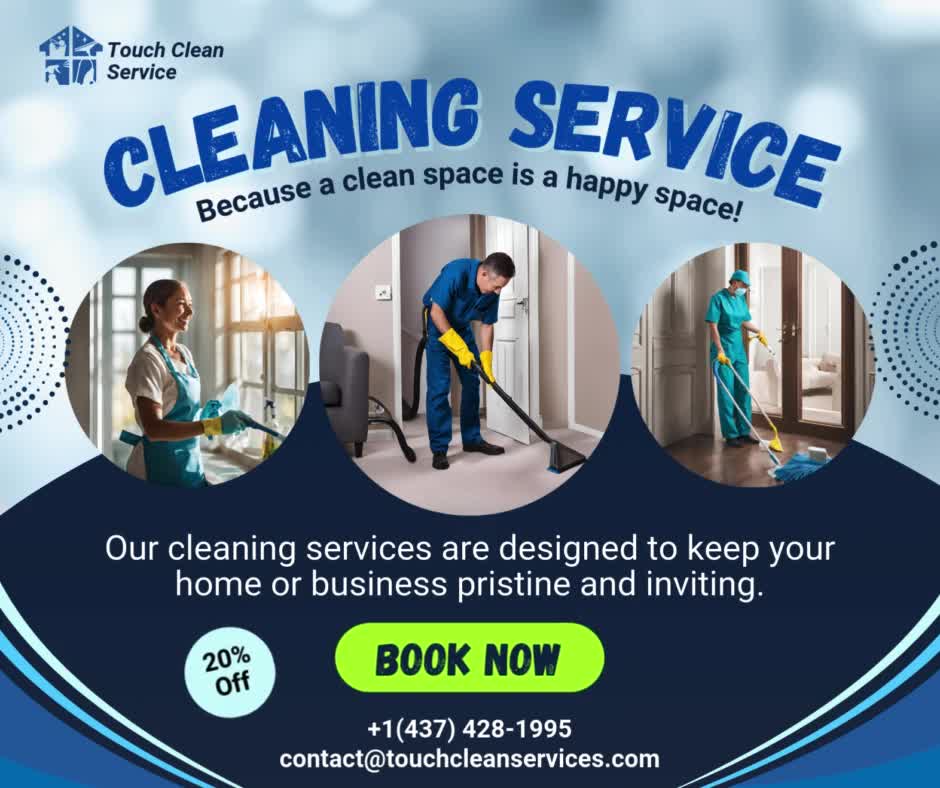 Touch Clean
Service
CLEANING SERVICE
Because a clean space is a happy space!
Our cleaning services are designed to keep your
home or business pristine and inviting.
20%
Off
BOOK NOW
+1(437) 428-1995
contact@touchcleanservices.com